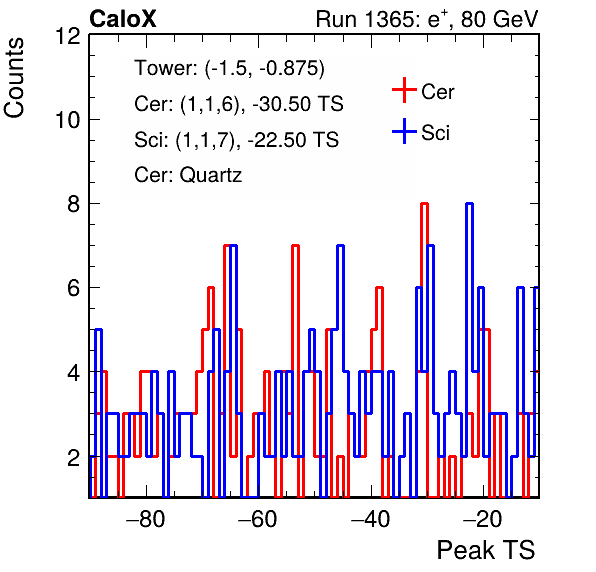 CaloX Run 1365: e⁺, 80 GeV
Counts
12
10
8
6
4
2
Tower: (-1.5, -0.875)
Cer: (1,1,6), -30.50 TS
Sci: (1,1,7), -22.50 TS
Cer: Quartz
Cer
Sci
−80 −60 −40 −20
Peak TS